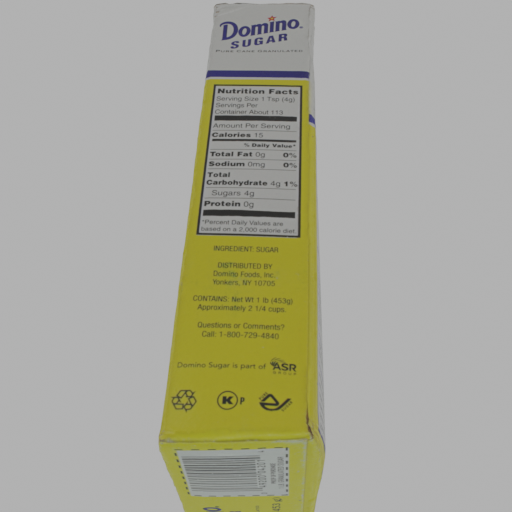 Domino
SUGAR
PURE CANE GRANULATED
Nutrition Facts
Serving Size 1 Tsp (4g)
Servings Per
Container About 113
Amount Per Serving
Calories 15
% Daily Value*
Total Fat 0g 0%
Sodium 0mg 0%
Total
Carbohydrate 4g 1%
Sugars 4g
Protein 0g
*Percent Daily Values are
based on a 2,000 calorie diet
INGREDIENT: SUGAR
DISTRIBUTED BY
Domino Foods, Inc.
Yonkers, NY 10705
CONTAINS: Net Wt 1 lb (453g)
Approximately 2 1/4 cups.
Questions or Comments?
Call: 1-800-729-4840
Domino Sugar is part of ASR
GROUP
K P